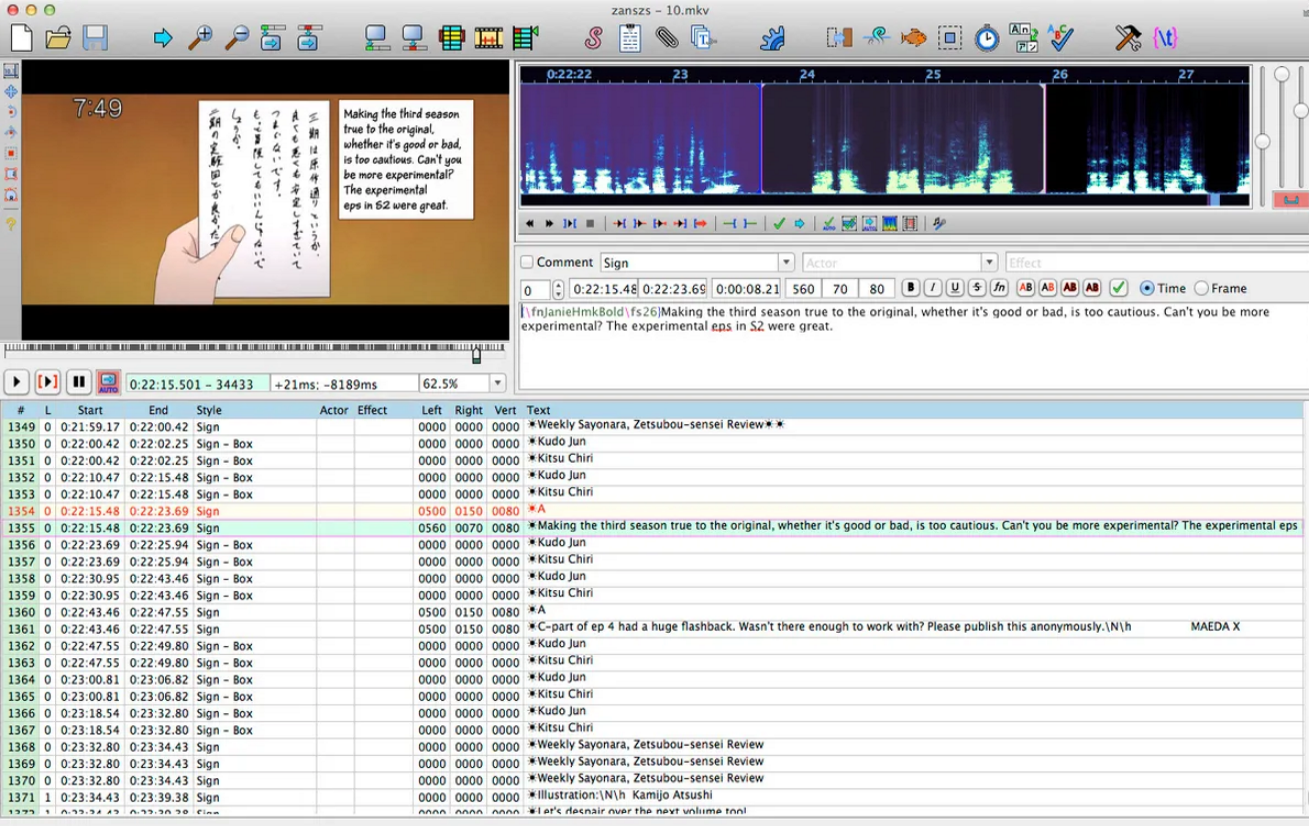 zanszs – 10.mkv
7:49
三期は原作通りというか、
良くも悪くも安定しすぎていて
つまらないです。
もっと冒険してもいいんじゃないで
しょうか。
二期の実験回とか良かったで
Making the third season
true to the original,
whether it's good or bad,
is too cautious. Can't you
be more experimental?
The experimental
eps in S2 were great.
0:22:22 23 24 25 26 27
Comment Sign Actor Effect
0 0:22:15.48 0:22:23.69 0:00:08.21 560 70 80 B I U S fn AB AB AB AB Time Frame
{\fnJanieHmkBold\fs26}Making the third season true to the original, whether it's good or bad, is too cautious. Can't you be more
experimental? The experimental eps in S2 were great.
AUTO 0:22:15.501 – 34433 +21ms; -8189ms 62.5%
# L Start End Style Actor Effect Left Right Vert Text
1349 0 0:21:59.17 0:22:00.42 Sign 0000 0000 0000 ☀Weekly Sayonara, Zetsubou-sensei Review☀☀
1350 0 0:22:00.42 0:22:02.25 Sign – Box 0000 0000 0000 ☀Kudo Jun
1351 0 0:22:00.42 0:22:02.25 Sign – Box 0000 0000 0000 ☀Kitsu Chiri
1352 0 0:22:10.47 0:22:15.48 Sign – Box 0000 0000 0000 ☀Kudo Jun
1353 0 0:22:10.47 0:22:15.48 Sign – Box 0000 0000 0000 ☀Kitsu Chiri
1354 0 0:22:15.48 0:22:23.69 Sign 0500 0150 0080 ☀A
1355 0 0:22:15.48 0:22:23.69 Sign 0560 0070 0080 ☀Making the third season true to the original, whether it's good or bad, is too cautious. Can't you be more experimental? The experimental eps
1356 0 0:22:23.69 0:22:25.94 Sign – Box 0000 0000 0000 ☀Kudo Jun
1357 0 0:22:23.69 0:22:25.94 Sign – Box 0000 0000 0000 ☀Kitsu Chiri
1358 0 0:22:30.95 0:22:43.46 Sign – Box 0000 0000 0000 ☀Kudo Jun
1359 0 0:22:30.95 0:22:43.46 Sign – Box 0000 0000 0000 ☀Kitsu Chiri
1360 0 0:22:43.46 0:22:47.55 Sign 0500 0150 0080 ☀A
1361 0 0:22:43.46 0:22:47.55 Sign 0500 0150 0080 ☀C-part of ep 4 had a huge flashback. Wasn't there enough to work with? Please publish this anonymously.\N\h MAEDA X
1362 0 0:22:47.55 0:22:49.80 Sign – Box 0000 0000 0000 ☀Kudo Jun
1363 0 0:22:47.55 0:22:49.80 Sign – Box 0000 0000 0000 ☀Kitsu Chiri
1364 0 0:23:00.81 0:23:06.82 Sign – Box 0000 0000 0000 ☀Kudo Jun
1365 0 0:23:00.81 0:23:06.82 Sign – Box 0000 0000 0000 ☀Kitsu Chiri
1366 0 0:23:18.54 0:23:32.80 Sign – Box 0000 0000 0000 ☀Kudo Jun
1367 0 0:23:18.54 0:23:32.80 Sign – Box 0000 0000 0000 ☀Kitsu Chiri
1368 0 0:23:32.80 0:23:34.43 Sign 0000 0000 0000 ☀Weekly Sayonara, Zetsubou-sensei Review
1369 0 0:23:32.80 0:23:34.43 Sign 0000 0000 0000 ☀Weekly Sayonara, Zetsubou-sensei Review
1370 0 0:23:32.80 0:23:34.43 Sign 0000 0000 0000 ☀Weekly Sayonara, Zetsubou-sensei Review
1371 1 0:23:34.43 0:23:39.38 Sign 0000 0000 0000 ☀Illustration:\N\h Kamijo Atsushi
1372 1 0:23:34.43 0:23:39.38 Sign 0000 0000 0000 ☀Let's despair over the next volume too!